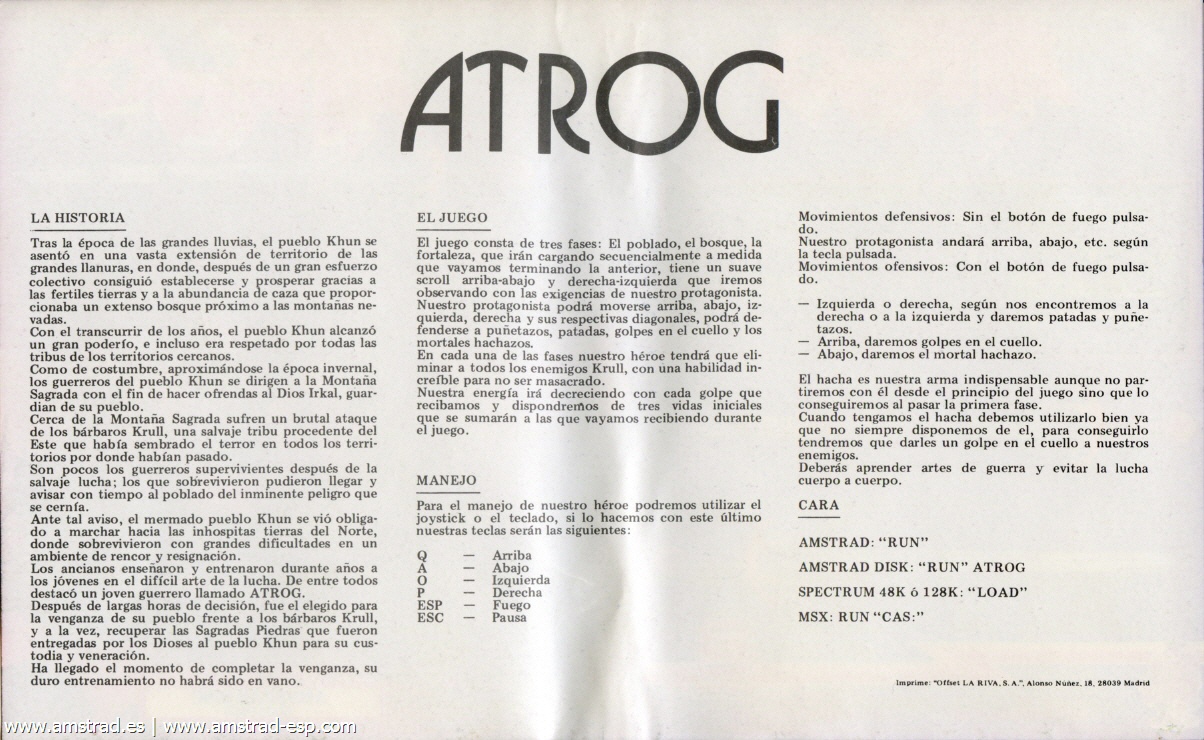 ATROG
LA HISTORIA
Tras la época de las grandes lluvias, el pueblo Khun se
asentó en una vasta extensión de territorio de las
grandes llanuras, en donde, después de un gran esfuerzo
colectivo consiguió establecerse y prosperar gracias a
las fertiles tierras y a la abundancia de caza que propor-
cionaba un extenso bosque próximo a las montañas ne-
vadas.
Con el transcurrir de los años, el pueblo Khun alcanzó
un gran poderío, e incluso era respetado por todas las
tribus de los territorios cercanos.
Como de costumbre, aproximándose la época invernal,
los guerreros del pueblo Khun se dirigen a la Montaña
Sagrada con el fin de hacer ofrendas al Dios Irkal, guar-
dian de su pueblo.
Cerca de la Montaña Sagrada sufren un brutal ataque
de los bárbaros Krull, una salvaje tribu procedente del
Este que había sembrado el terror en todos los terri-
torios por donde habían pasado.
Son pocos los guerreros supervivientes después de la
salvaje lucha; los que sobrevivieron pudieron llegar y
avisar con tiempo al poblado del inminente peligro que
se cernía.
Ante tal aviso, el mermado pueblo Khun se vió obliga-
do a marchar hacia las inhospitas tierras del Norte,
donde sobrevivieron con grandes dificultades en un
ambiente de rencor y resignación.
Los ancianos enseñaron y entrenaron durante años a
los jóvenes en el difícil arte de la lucha. De entre todos
destacó un joven guerrero llamado ATROG.
Después de largas horas de decisión, fue el elegido para
la venganza de su pueblo frente a los bárbaros Krull,
y a la vez, recuperar las Sagradas Piedras que fueron
entregadas por los Dioses al pueblo Khun para su cus-
todia y veneración.
Ha llegado el momento de completar la venganza, su
duro entrenamiento no habrá sido en vano.
EL JUEGO
El juego consta de tres fases: El poblado, el bosque, la
fortaleza, que irán cargando secuencialmente a medida
que vayamos terminando la anterior, tiene un suave
scroll arriba-abajo y derecha-izquierda que iremos
observando con las exigencias de nuestro protagonista.
Nuestro protagonista podrá moverse arriba, abajo, iz-
quierda, derecha y sus respectivas diagonales, podrá de-
fenderse a puñetazos, patadas, golpes en el cuello y los
mortales hachazos.
En cada una de las fases nuestro héroe tendrá que eli-
minar a todos los enemigos Krull, con una habilidad in-
creíble para no ser masacrado.
Nuestra energía irá decreciendo con cada golpe que
recibamos y dispondremos de tres vidas iniciales
que se sumarán a las que vayamos recibiendo durante
el juego.
MANEJO
Para el manejo de nuestro héroe podremos utilizar el
joystick o el teclado, si lo hacemos con este último
nuestras teclas serán las siguientes:
Q — Arriba
A — Abajo
O — Izquierda
P — Derecha
ESP — Fuego
ESC — Pausa
Movimientos defensivos: Sin el botón de fuego pulsa-
do.
Nuestro protagonista andará arriba, abajo, etc. según
la tecla pulsada.
Movimientos ofensivos: Con el botón de fuego pulsa-
do.
— Izquierda o derecha, según nos encontremos a la
derecha o a la izquierda y daremos patadas y puñe-
tazos.
— Arriba, daremos golpes en el cuello.
— Abajo, daremos el mortal hachazo.
El hacha es nuestra arma indispensable aunque no par-
tiremos con él desde el principio del juego sino que lo
conseguiremos al pasar la primera fase.
Cuando tengamos el hacha debemos utilizarlo bien ya
que no siempre disponemos de el, para conseguirlo
tendremos que darles un golpe en el cuello a nuestros
enemigos.
Deberás aprender artes de guerra y evitar la lucha
cuerpo a cuerpo.
CARA
AMSTRAD: “RUN”
AMSTRAD DISK: “RUN” ATROG
SPECTRUM 48K ó 128K: “LOAD”
MSX: RUN “CAS:”
Imprime: “Offset LA RIVA, S. A.”, Alonso Núñez, 18, 28039 Madrid
www.amstrad.es | www.amstrad-esp.com